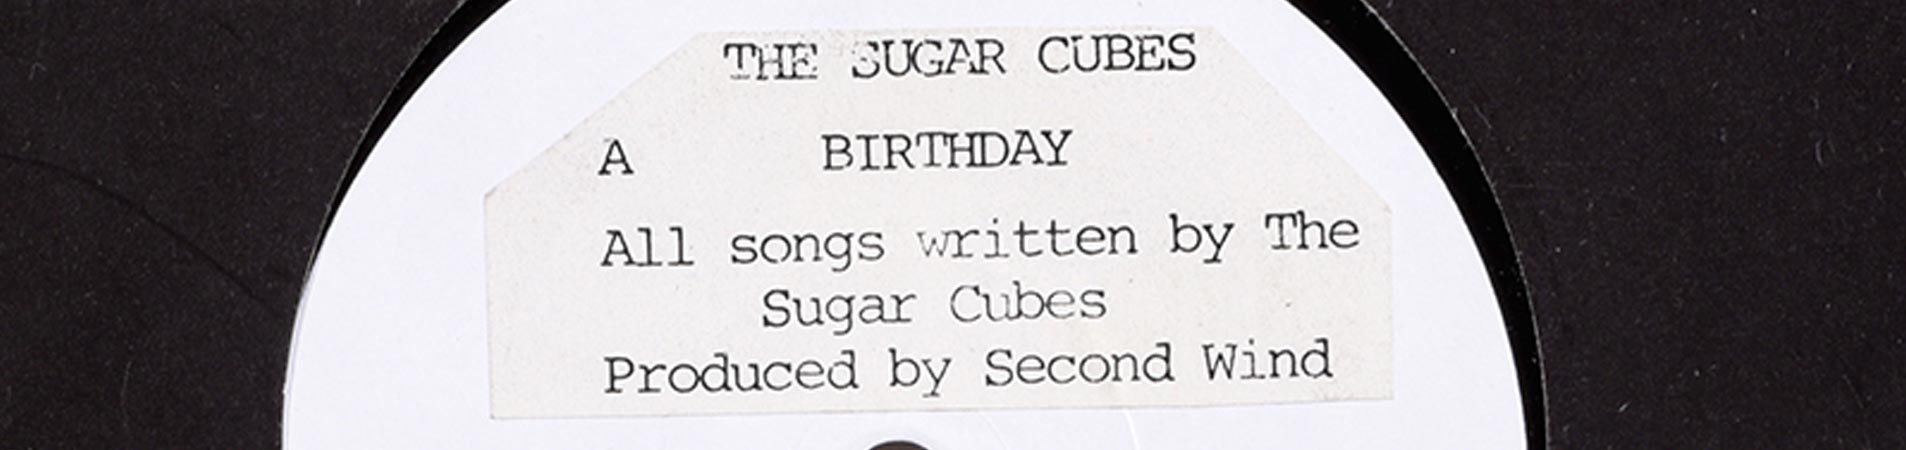 THE SUGAR CUBES
A BIRTHDAY
All songs written by The
Sugar Cubes
Produced by Second Wind